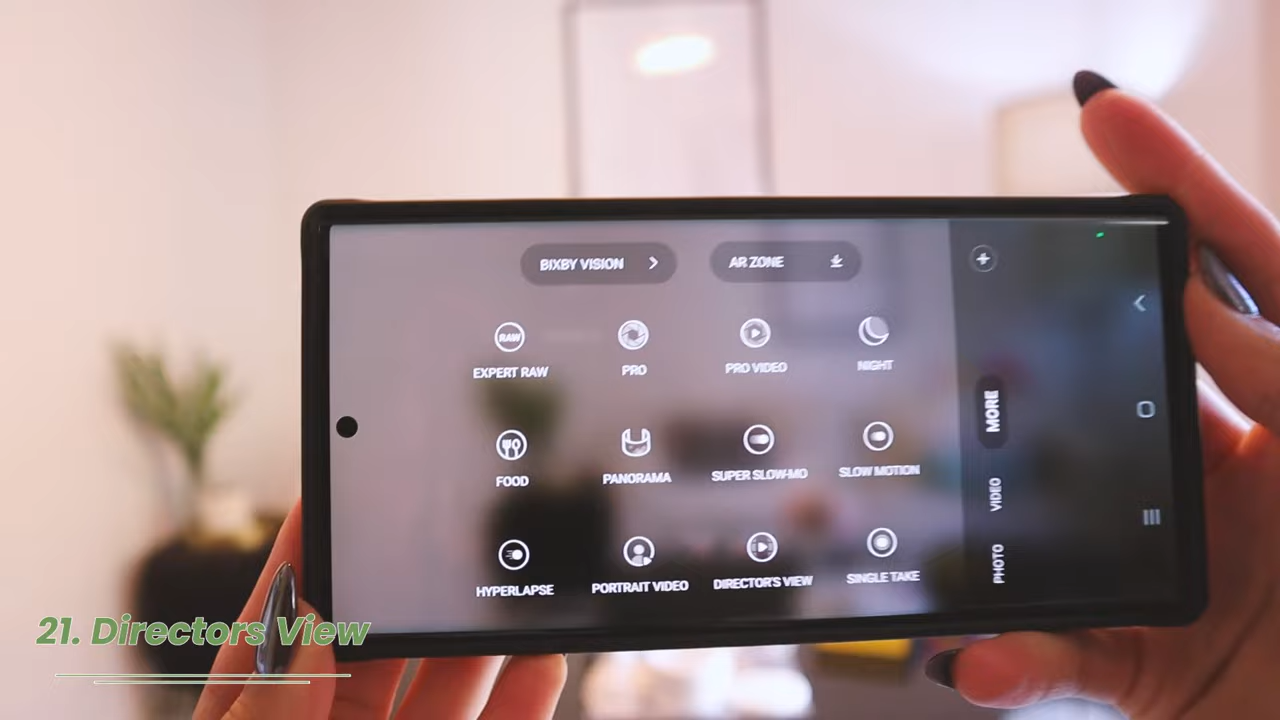 BIXBY VISION
AR ZONE
RAW
EXPERT RAW
PRO
PRO VIDEO
NIGHT
FOOD
PANORAMA
SUPER SLOW-MO
SLOW MOTION
HYPERLAPSE
PORTRAIT VIDEO
DIRECTOR'S VIEW
SINGLE TAKE
MORE
VIDEO
PHOTO
21. Directors View